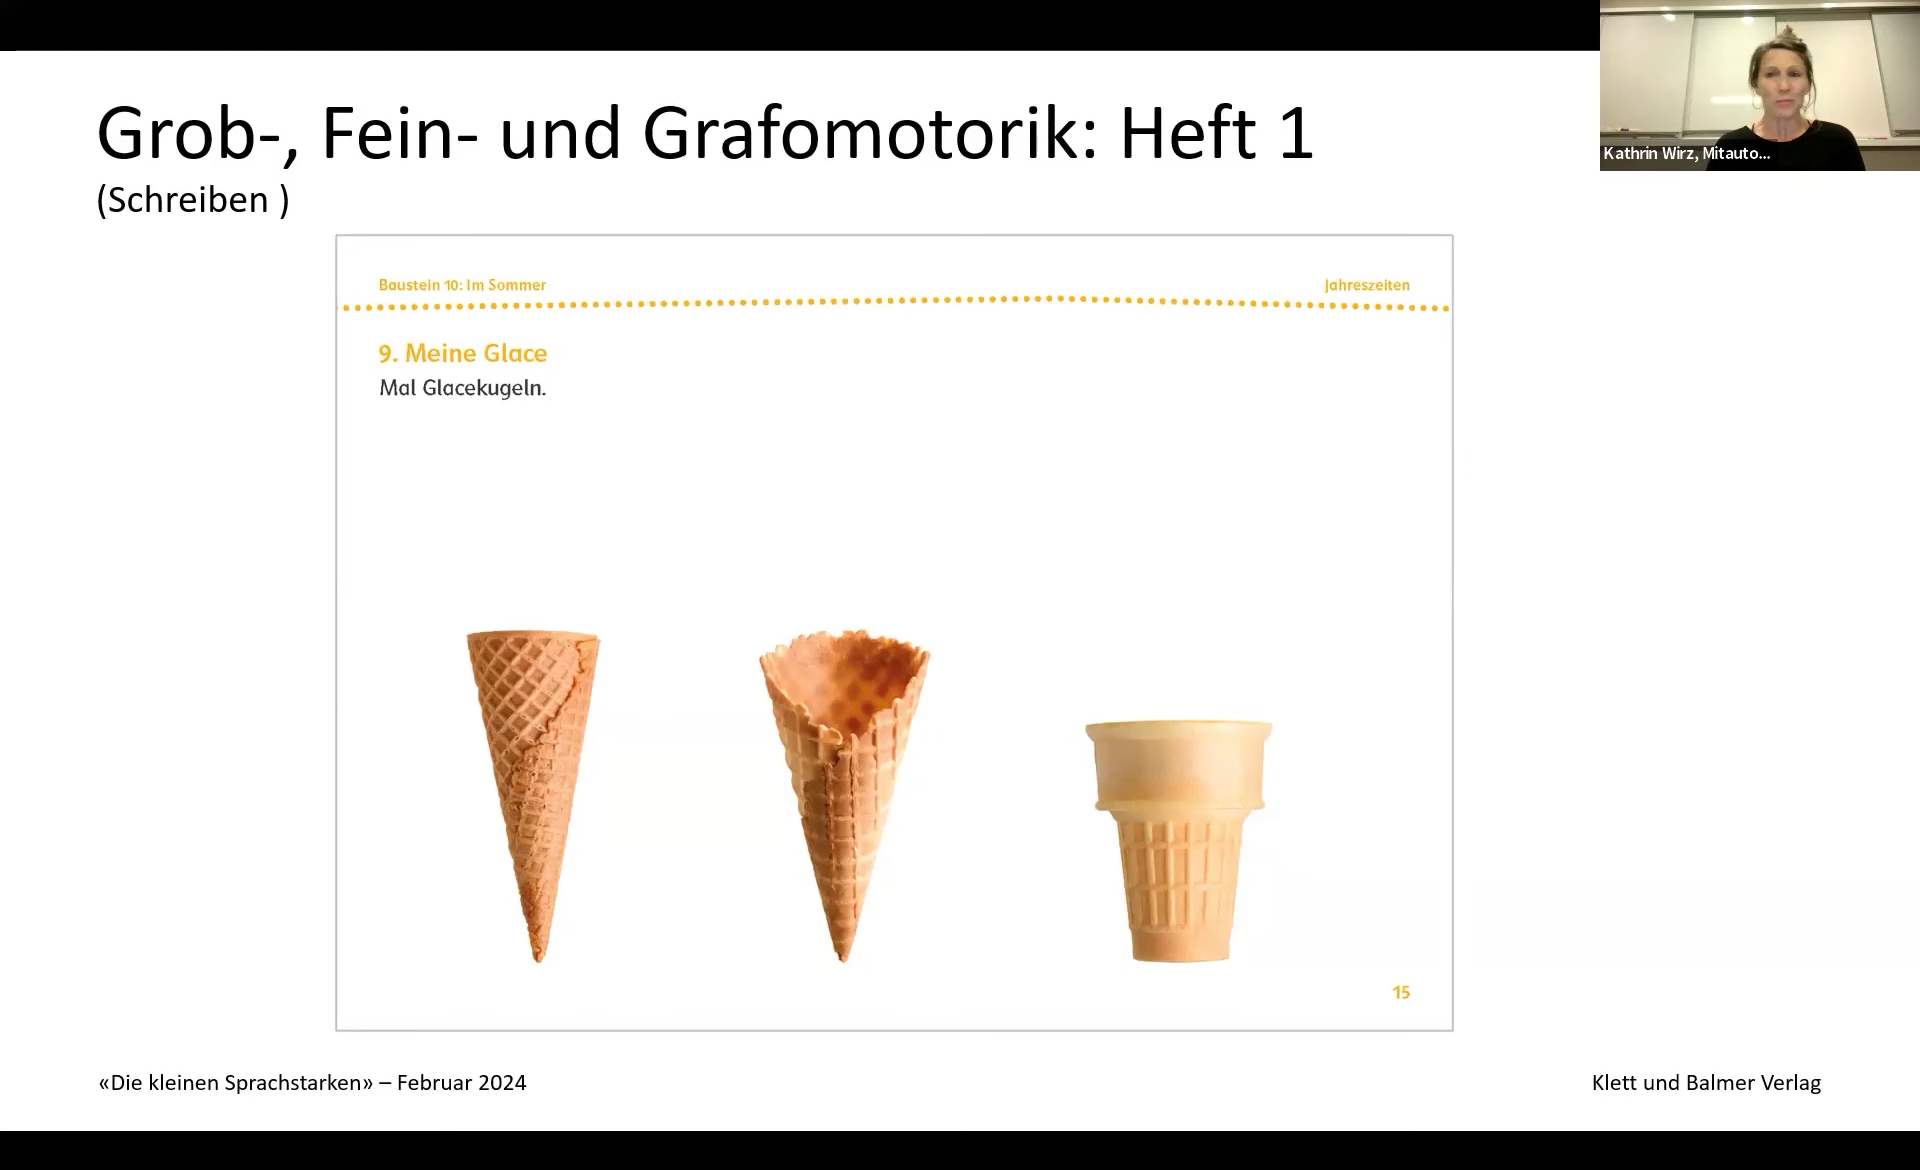 Grob-, Fein- und Grafomotorik: Heft 1
(Schreiben )
Kathrin Wirz, Mitauto...
Baustein 10: Im Sommer
Jahreszeiten
9. Meine Glace
Mal Glacekugeln.
15
«Die kleinen Sprachstarken» – Februar 2024
Klett und Balmer Verlag